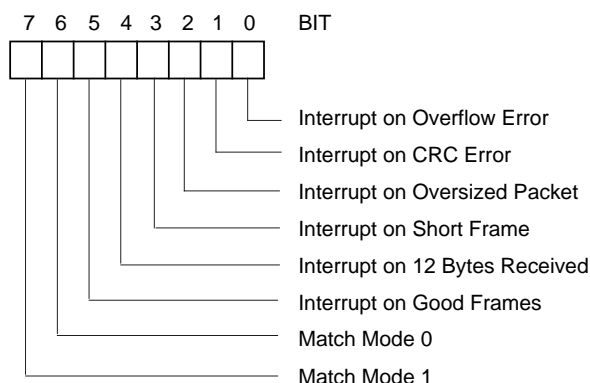 7 6 5 4 3 2 1 0 BIT
Interrupt on Overflow Error
Interrupt on CRC Error
Interrupt on Oversized Packet
Interrupt on Short Frame
Interrupt on 12 Bytes Received
Interrupt on Good Frames
Match Mode 0
Match Mode 1